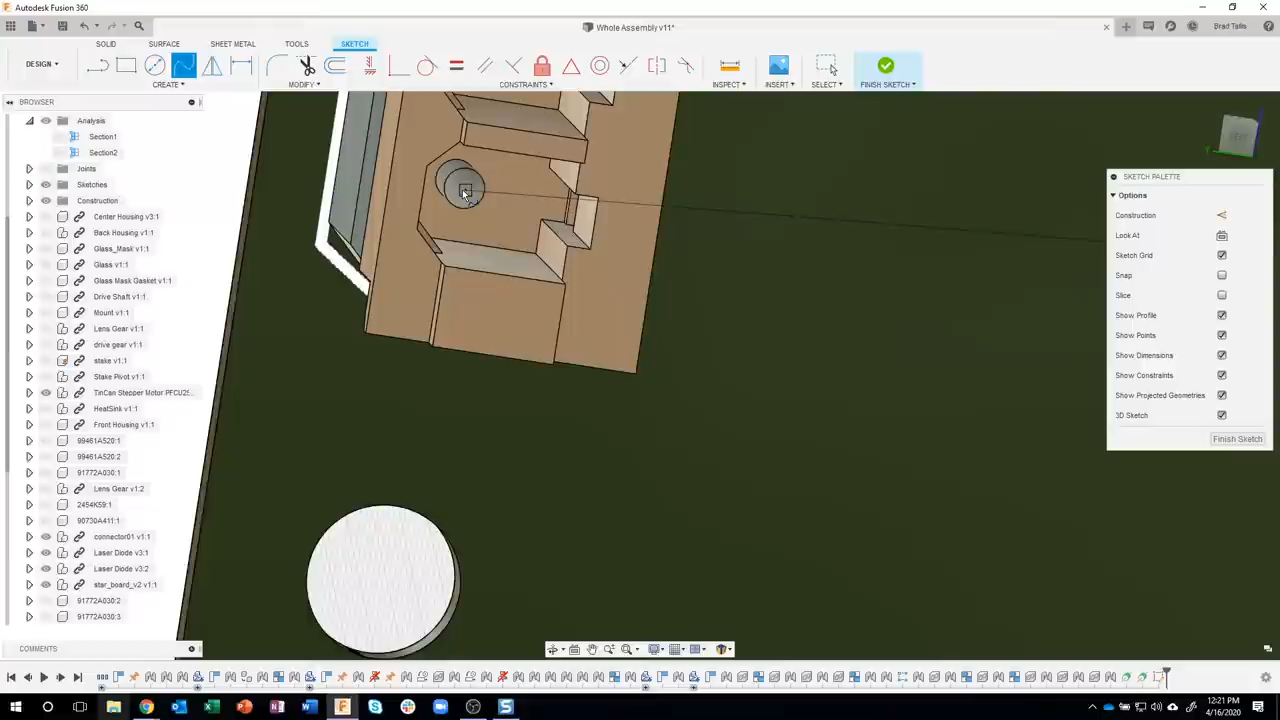 Autodesk Fusion 360
Whole Assembly v11*
Brad Tallis
SOLID
SURFACE
SHEET METAL
TOOLS
SKETCH
DESIGN
CREATE
MODIFY
CONSTRAINTS
INSPECT
INSERT
SELECT
FINISH SKETCH
BROWSER
Analysis
Section1
Section2
Joints
Sketches
Construction
Center Housing v3:1
Back Housing v1:1
Glass_Mask v1:1
Glass v1:1
Glass Mask Gasket v1:1
Drive Shaft v1:1
Mount v1:1
Lens Gear v1:1
drive gear v1:1
stake v1:1
Stake Pivot v1:1
TinCan Stepper Motor PFCU25...
HeatSink v1:1
Front Housing v1:1
99461A520:1
99461A520:2
91772A030:1
Lens Gear v1:2
2454K59:1
90730A411:1
connector01 v1:1
Laser Diode v3:1
Laser Diode v3:2
star_board_v2 v1:1
91772A030:2
91772A030:3
COMMENTS
SKETCH PALETTE
Options
Construction
Look At
Sketch Grid
Snap
Slice
Show Profile
Show Points
Show Dimensions
Show Constraints
Show Projected Geometries
3D Sketch
Finish Sketch
12:21 PM
4/16/2020